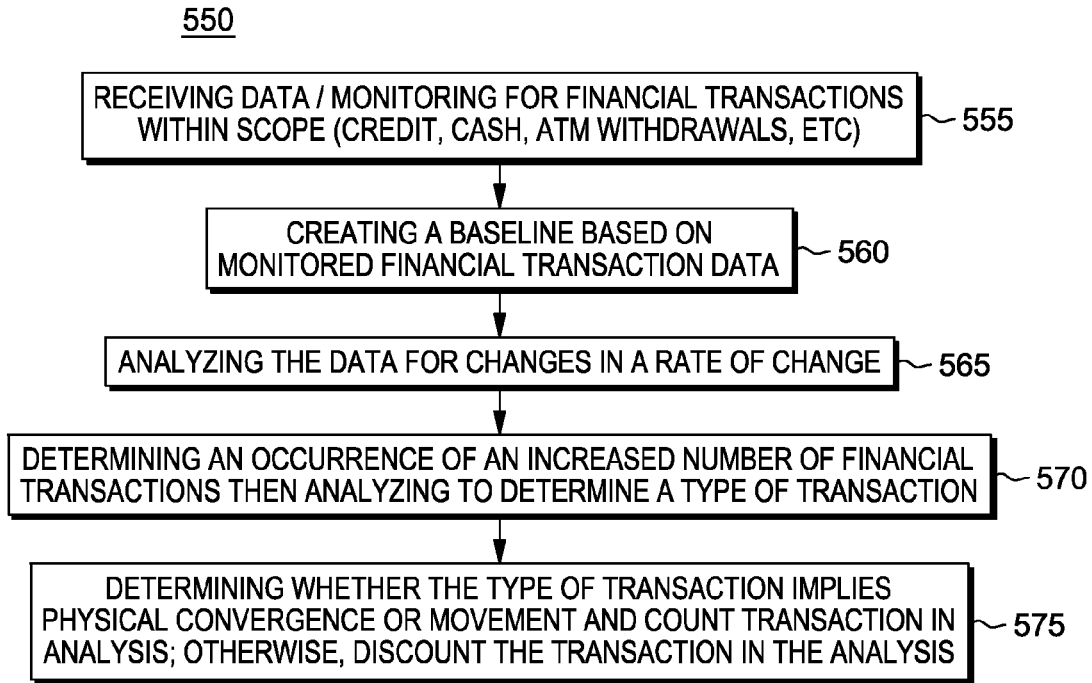 550
RECEIVING DATA / MONITORING FOR FINANCIAL TRANSACTIONS
WITHIN SCOPE (CREDIT, CASH, ATM WITHDRAWALS, ETC)
555
CREATING A BASELINE BASED ON
MONITORED FINANCIAL TRANSACTION DATA
560
ANALYZING THE DATA FOR CHANGES IN A RATE OF CHANGE
565
DETERMINING AN OCCURRENCE OF AN INCREASED NUMBER OF FINANCIAL
TRANSACTIONS THEN ANALYZING TO DETERMINE A TYPE OF TRANSACTION
570
DETERMINING WHETHER THE TYPE OF TRANSACTION IMPLIES
PHYSICAL CONVERGENCE OR MOVEMENT AND COUNT TRANSACTION IN
ANALYSIS; OTHERWISE, DISCOUNT THE TRANSACTION IN THE ANALYSIS
575